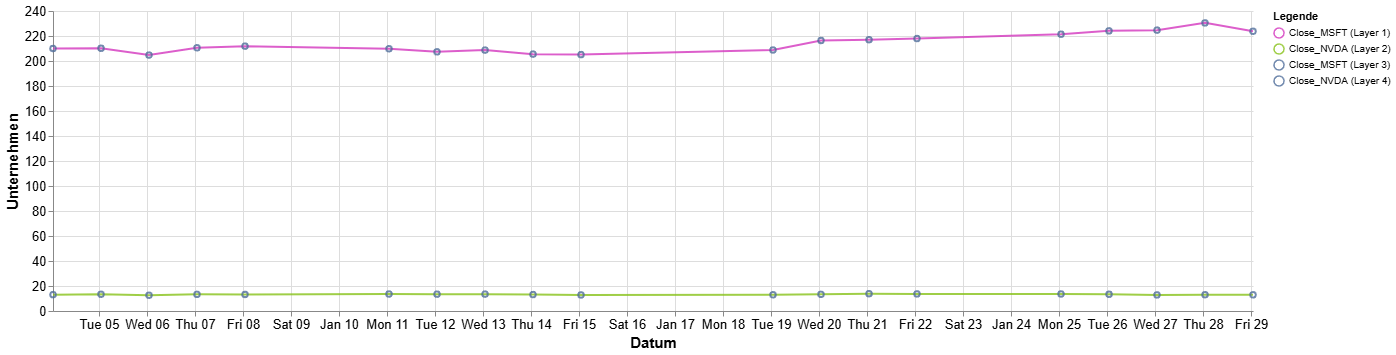 240
220
200
180
160
140
120
100
80
60
40
20
0
Unternehmen
Tue 05 Wed 06 Thu 07 Fri 08 Sat 09 Jan 10 Mon 11 Tue 12 Wed 13 Thu 14 Fri 15 Sat 16 Jan 17 Mon 18 Tue 19 Wed 20 Thu 21 Fri 22 Sat 23 Jan 24 Mon 25 Tue 26 Wed 27 Thu 28 Fri 29
Datum
Legende
Close_MSFT (Layer 1)
Close_NVDA (Layer 2)
Close_MSFT (Layer 3)
Close_NVDA (Layer 4)